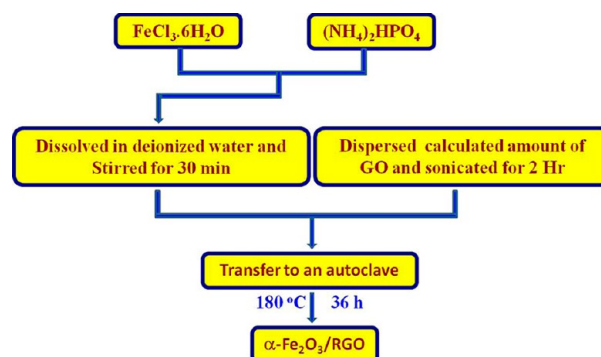 FeCl₃.6H₂O
(NH₄)₂HPO₄
Dissolved in deionized water and
Stirred for 30 min
Dispersed calculated amount of
GO and sonicated for 2 Hr
Transfer to an autoclave
180 °C 36 h
α-Fe₂O₃/RGO